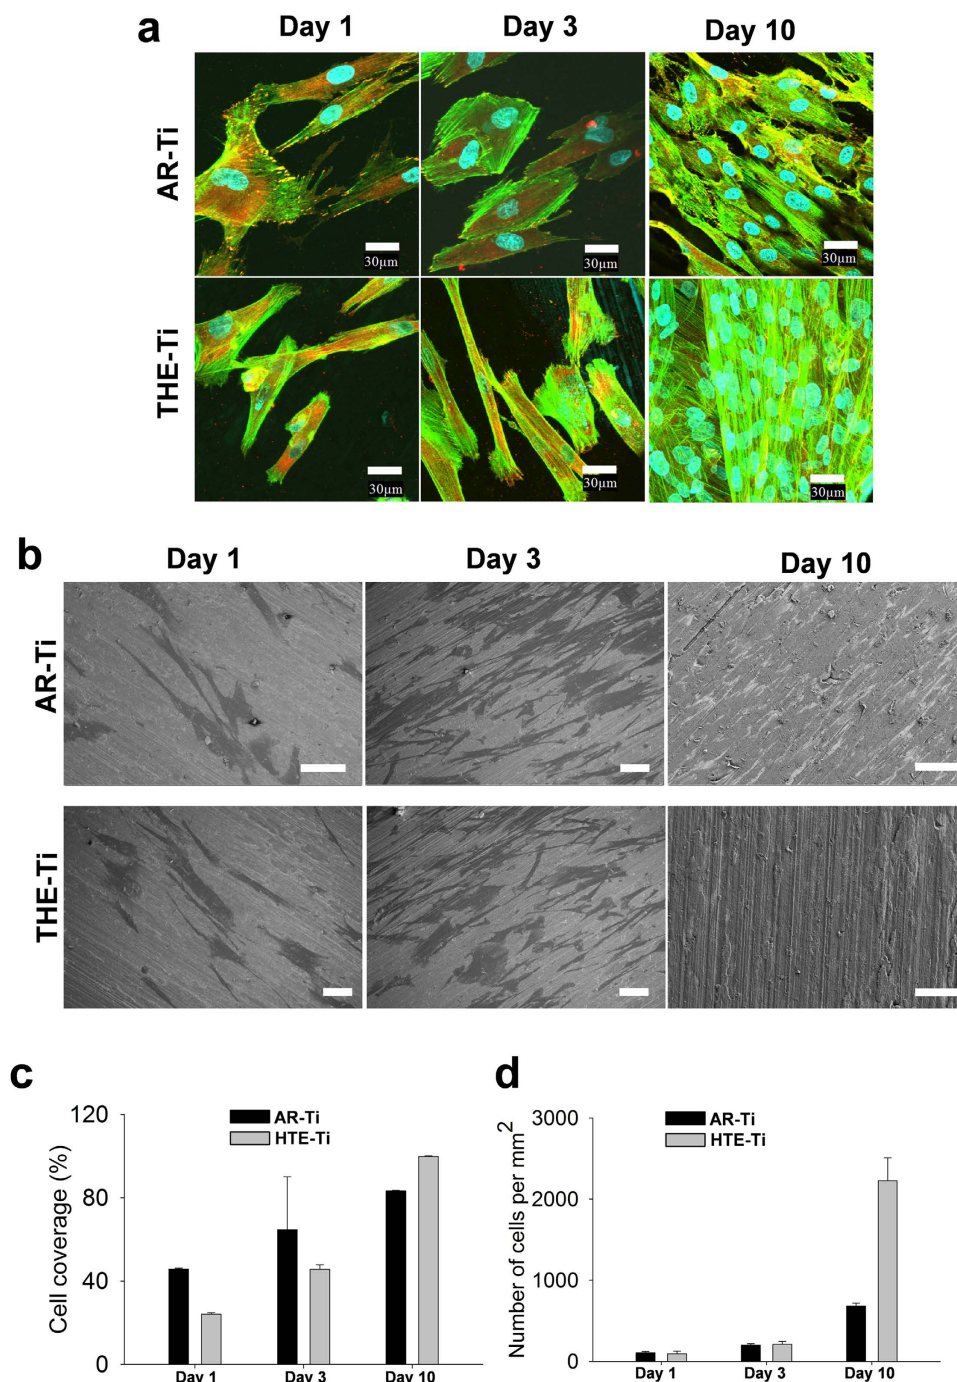 a
Day 1
Day 3
Day 10
AR-Ti
30µm
30µm
30µm
THE-Ti
30µm
30µm
30µm
b
Day 1
Day 3
Day 10
AR-Ti
THE-Ti
c
Cell coverage (%)
120
80
40
0
AR-Ti
HTE-Ti
Day 1
Day 3
Day 10
d
Number of cells per mm²
3000
2000
1000
0
AR-Ti
HTE-Ti
Day 1
Day 3
Day 10